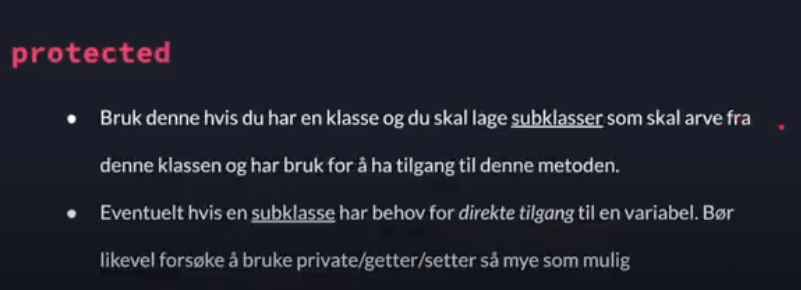 protected
● Bruk denne hvis du har en klasse og du skal lage subklasser som skal arve fra
denne klassen og har bruk for å ha tilgang til denne metoden.
● Eventuelt hvis en subklasse har behov for direkte tilgang til en variabel. Bør
likevel forsøke å bruke private/getter/setter så mye som mulig